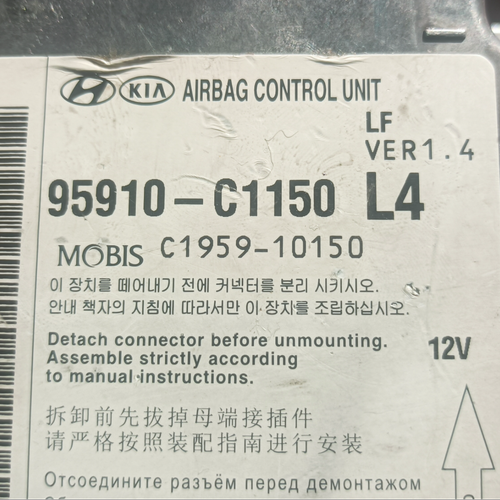 KIA AIRBAG CONTROL UNIT
LF
VER1.4
95910-C1150 L4
MOBIS C1959-10150
이 장치를 떼어내기 전에 커넥터를 분리 시키시오.
안내 책자의 지침에 따라서만 이 장치를 조립하십시오.
Detach connector before unmounting.
Assemble strictly according
to manual instructions.
12V
拆卸前先拔掉母端接插件
请严格按照装配指南进行安装
Отсоедините разъём перед демонтажом